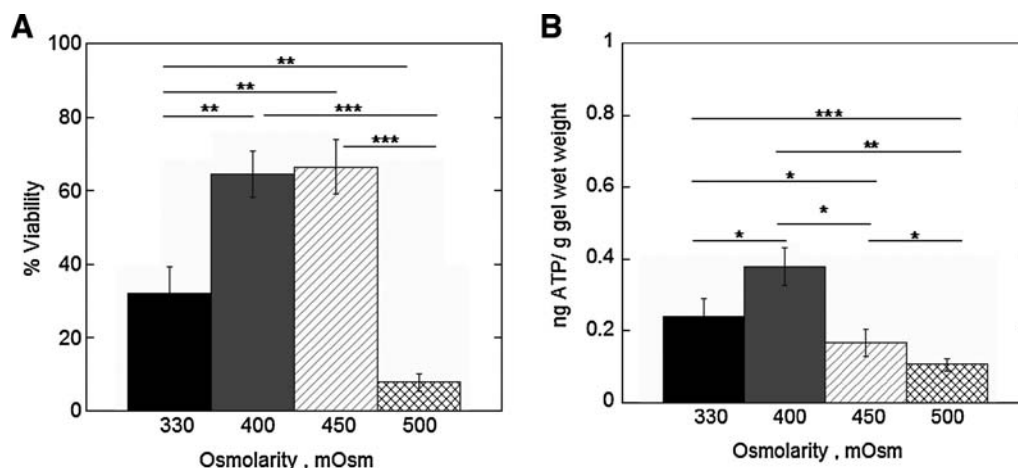 A
% Viability
100
80
60
40
20
0
**
**
**
***
***
330 400 450 500
Osmolarity , mOsm
B
ng ATP/ g gel wet weight
1
0.8
0.6
0.4
0.2
0
***
**
*
*
*
*
330 400 450 500
Osmolarity , mOsm